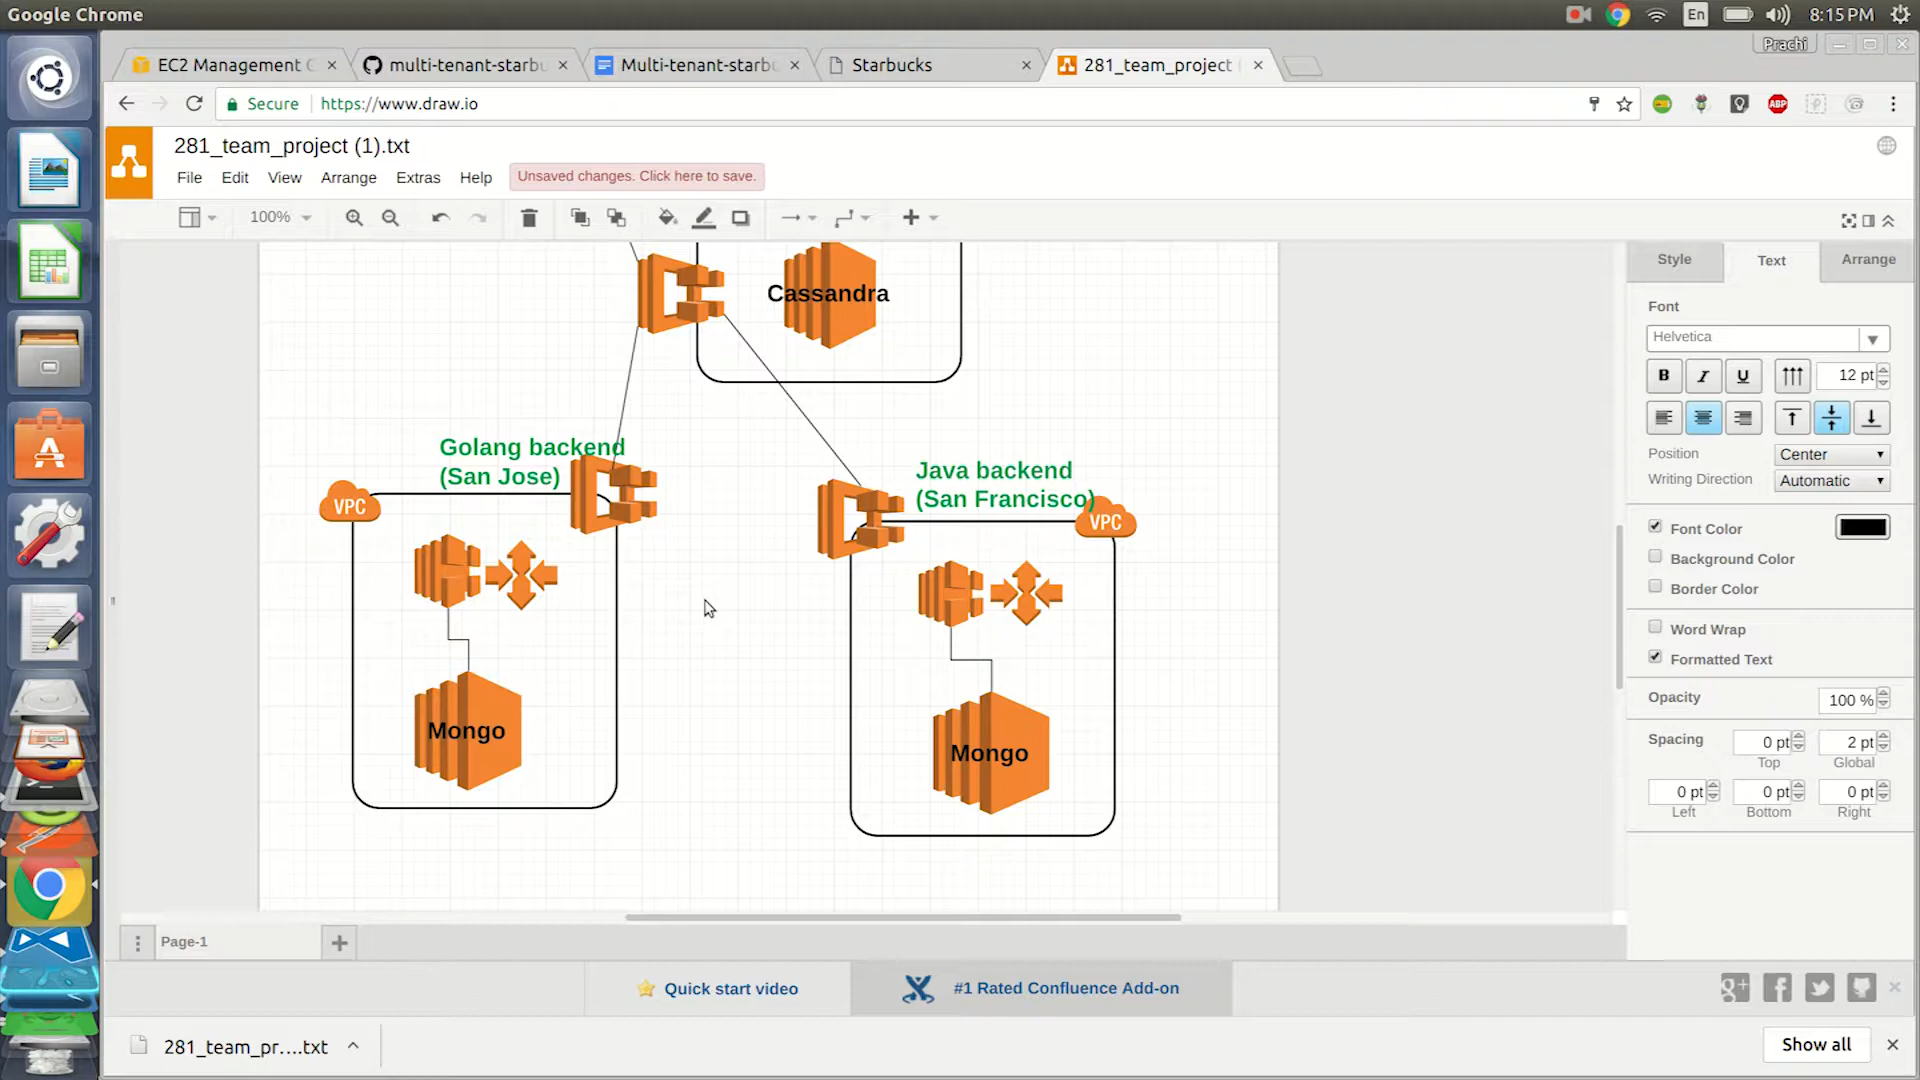 Google Chrome
En
8:15 PM
Prachi
EC2 Management C
multi-tenant-starbu
Multi-tenant-starbu
Starbucks
281_team_project (
Secure
https://www.draw.io
ABP
281_team_project (1).txt
File
Edit
View
Arrange
Extras
Help
Unsaved changes. Click here to save.
100%
Style
Text
Arrange
Font
Helvetica
B
I
U
12 pt
Position
Center
Writing Direction
Automatic
Font Color
Background Color
Border Color
Word Wrap
Formatted Text
Opacity
100 %
Spacing
0 pt
2 pt
Top
Global
0 pt
0 pt
0 pt
Left
Bottom
Right
Cassandra
Golang backend
(San Jose)
VPC
Mongo
Java backend
(San Francisco)
VPC
Mongo
Page-1
Quick start video
#1 Rated Confluence Add-on
g+
281_team_pr....txt
Show all